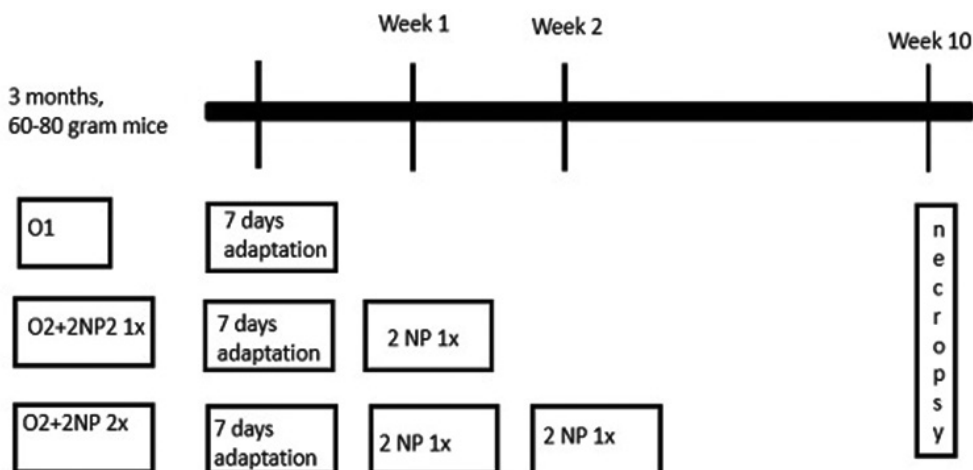 Week 1
Week 2
Week 10
3 months,
60-80 gram mice
O1
7 days
adaptation
O2+2NP2 1x
7 days
adaptation
2 NP 1x
O2+2NP 2x
7 days
adaptation
2 NP 1x
2 NP 1x
necropsy